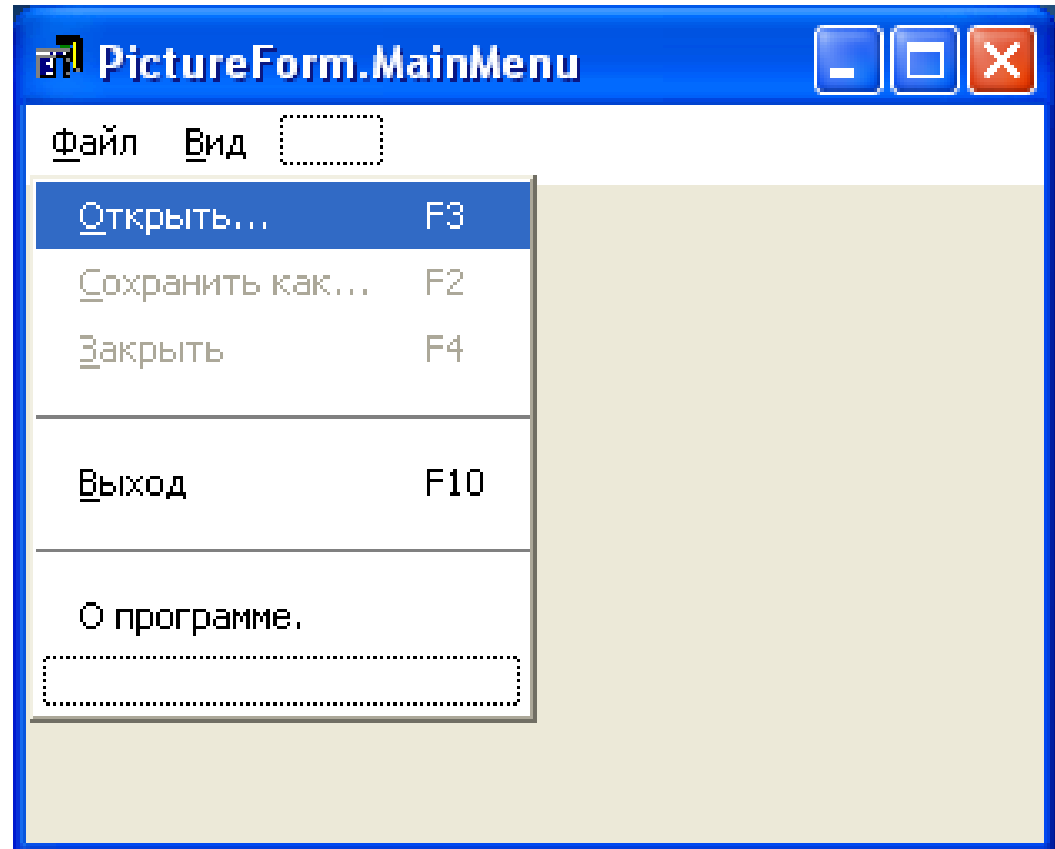 PictureForm.MainMenu
Файл Вид
Открыть... F3
Сохранить как... F2
Закрыть F4
Выход F10
О программе.